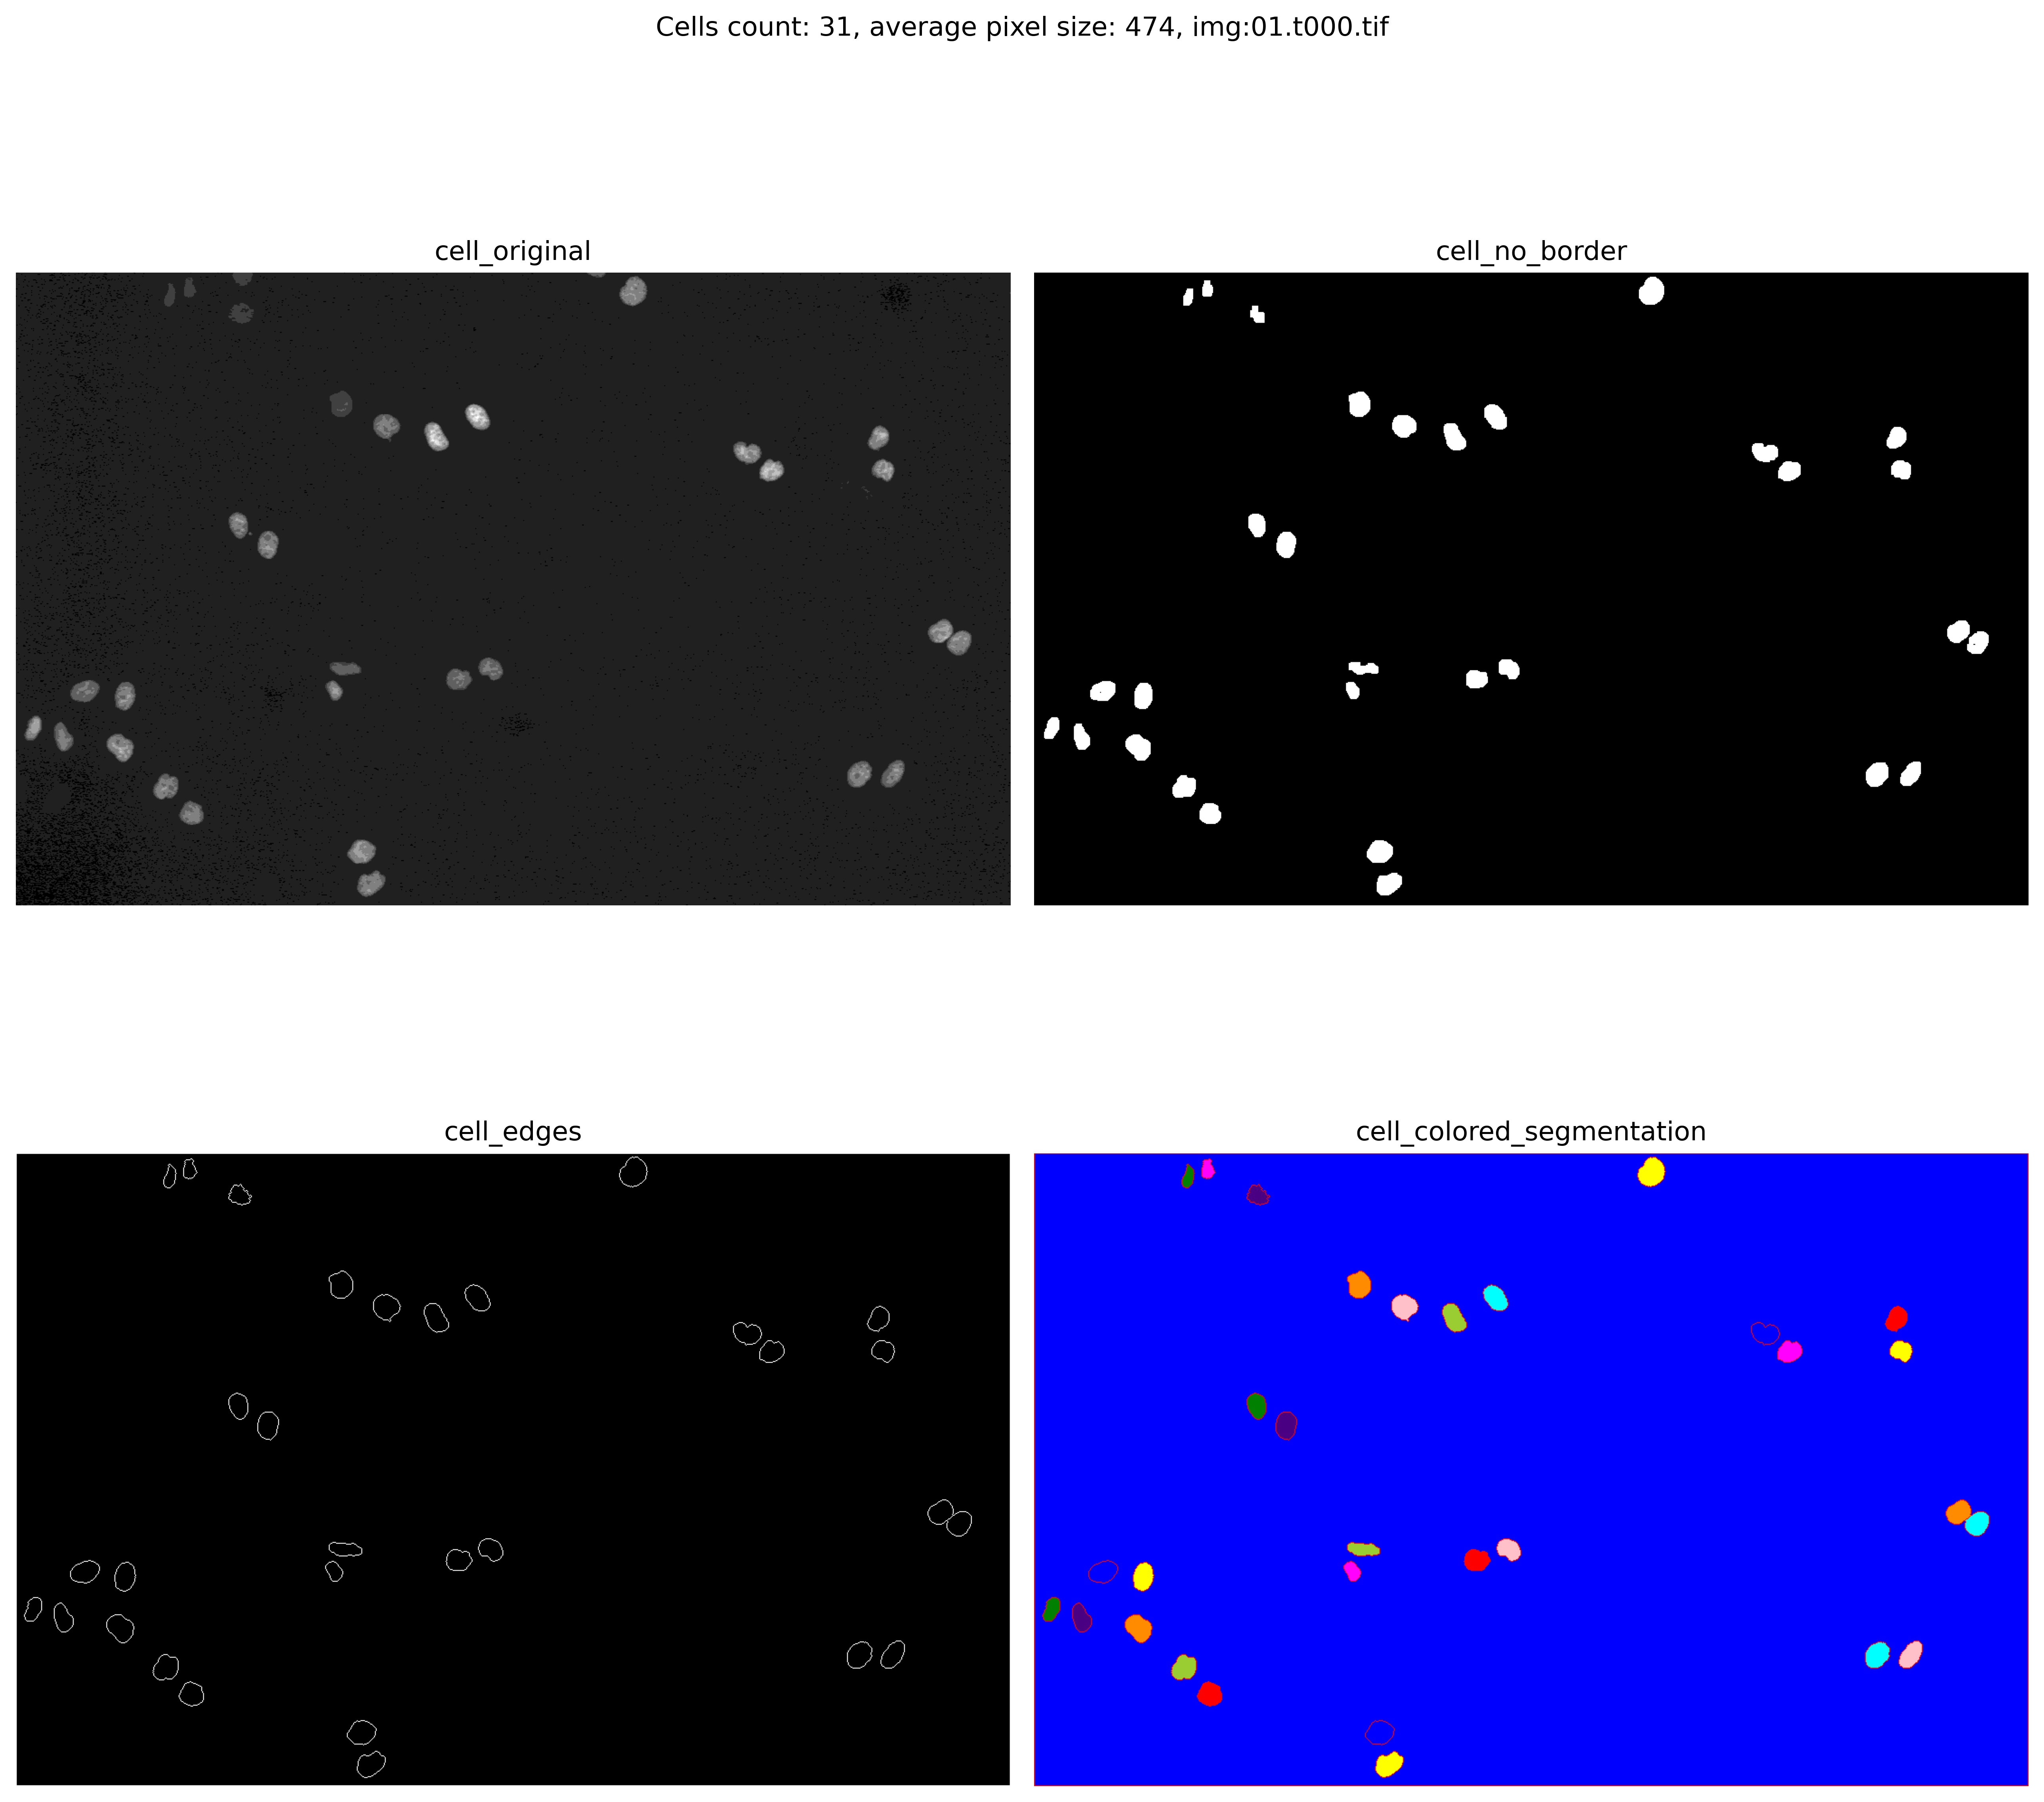 Cells count: 31, average pixel size: 474, img:01.t000.tif
cell_original
cell_no_border
cell_edges
cell_colored_segmentation